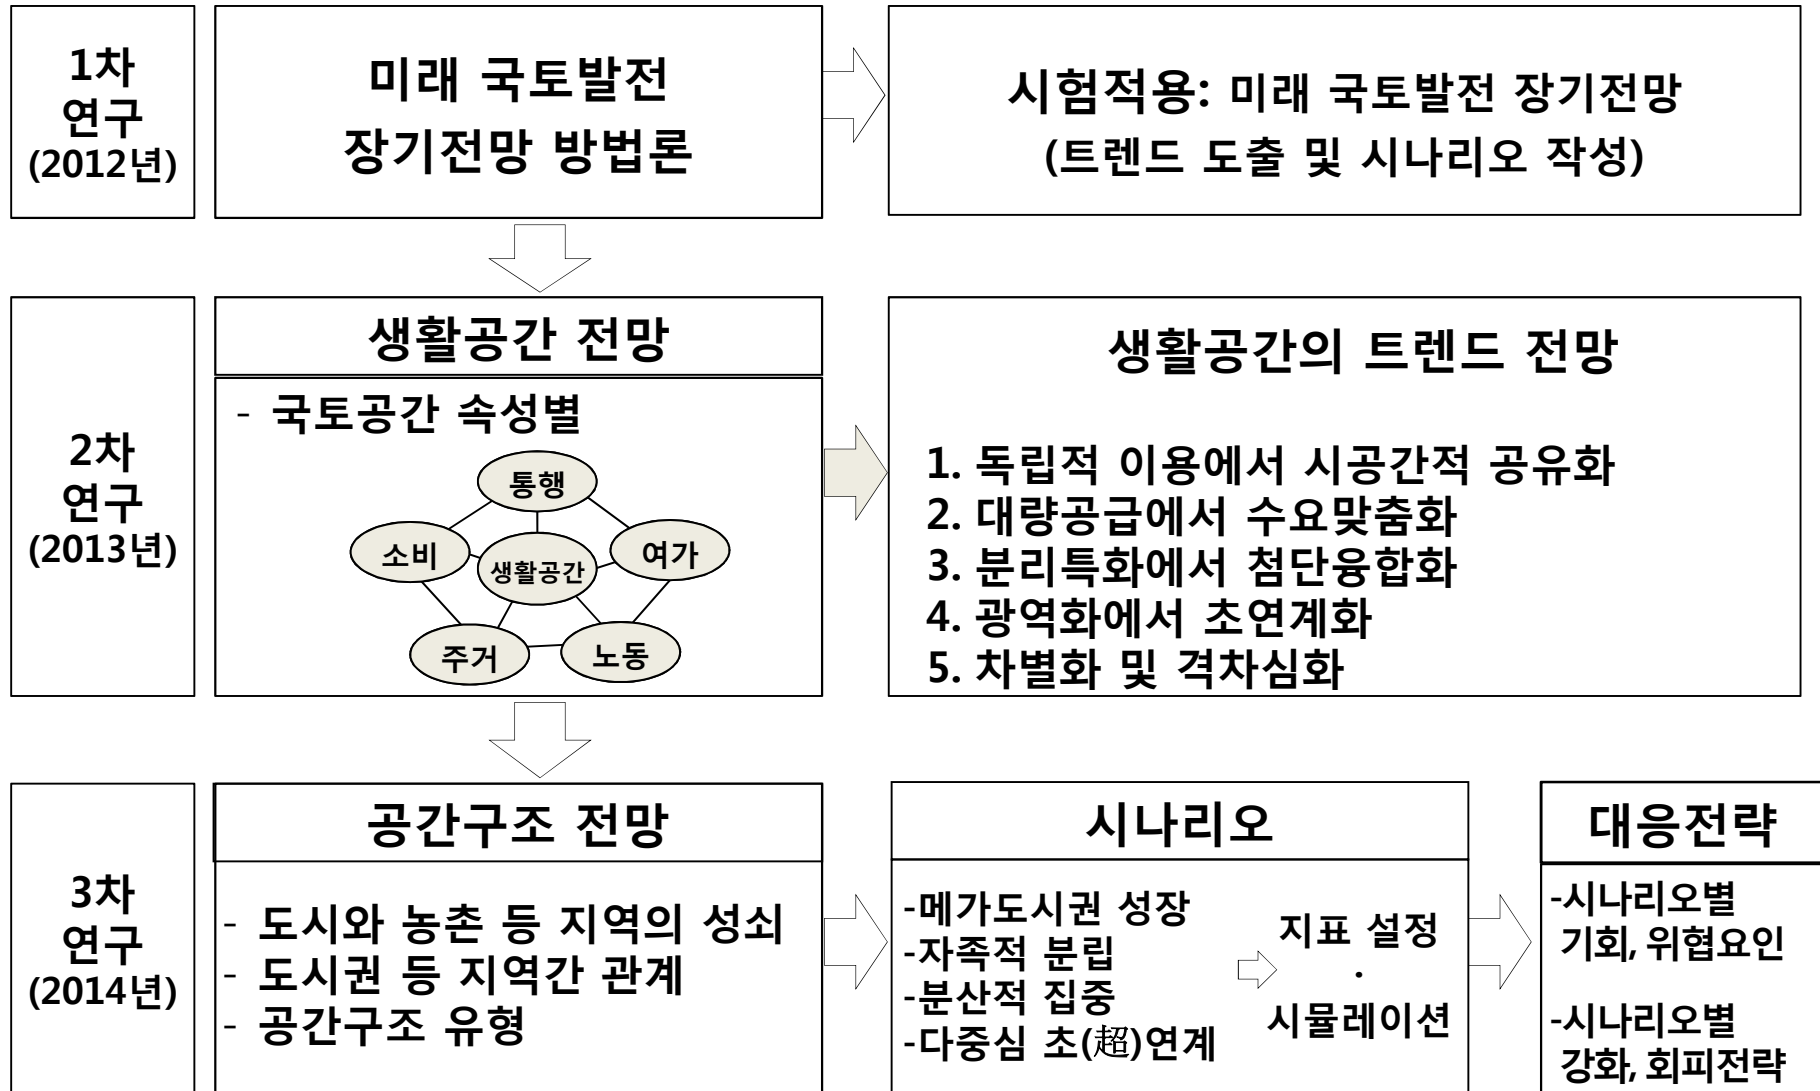 1차
연구
(2012년)
미래 국토발전
장기전망 방법론
시험적용: 미래 국토발전 장기전망
(트렌드 도출 및 시나리오 작성)
2차
연구
(2013년)
생활공간 전망
- 국토공간 속성별
통행
소비
생활공간
여가
주거
노동
생활공간의 트렌드 전망
1. 독립적 이용에서 시공간적 공유화
2. 대량공급에서 수요맞춤화
3. 분리특화에서 첨단융합화
4. 광역화에서 초연계화
5. 차별화 및 격차심화
3차
연구
(2014년)
공간구조 전망
- 도시와 농촌 등 지역의 성쇠
- 도시권 등 지역간 관계
- 공간구조 유형
시나리오
-메가도시권 성장
-자족적 분립
-분산적 집중
-다중심 초(超)연계
지표 설정
·
시뮬레이션
대응전략
-시나리오별
기회, 위협요인
-시나리오별
강화, 회피전략